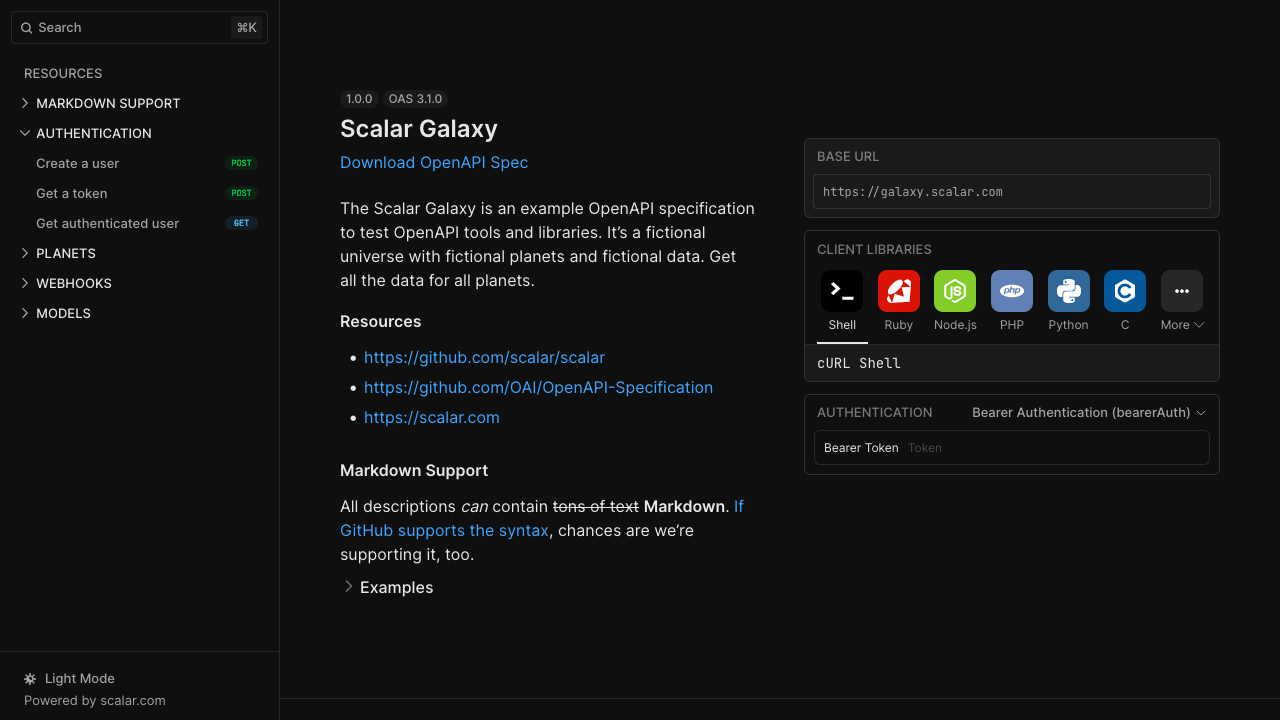 Search ⌘K
RESOURCES
MARKDOWN SUPPORT
AUTHENTICATION
Create a user POST
Get a token POST
Get authenticated user GET
PLANETS
WEBHOOKS
MODELS
Light Mode
Powered by scalar.com
1.0.0 OAS 3.1.0
Scalar Galaxy
Download OpenAPI Spec
The Scalar Galaxy is an example OpenAPI specification
to test OpenAPI tools and libraries. It’s a fictional
universe with fictional planets and fictional data. Get
all the data for all planets.
Resources
• https://github.com/scalar/scalar
• https://github.com/OAI/OpenAPI-Specification
• https://scalar.com
Markdown Support
All descriptions can contain tons of text Markdown. If
GitHub supports the syntax, chances are we’re
supporting it, too.
Examples
BASE URL
https://galaxy.scalar.com
CLIENT LIBRARIES
php
Shell Ruby Node.js PHP Python C More
cURL Shell
AUTHENTICATION Bearer Authentication (bearerAuth)
Bearer Token Token